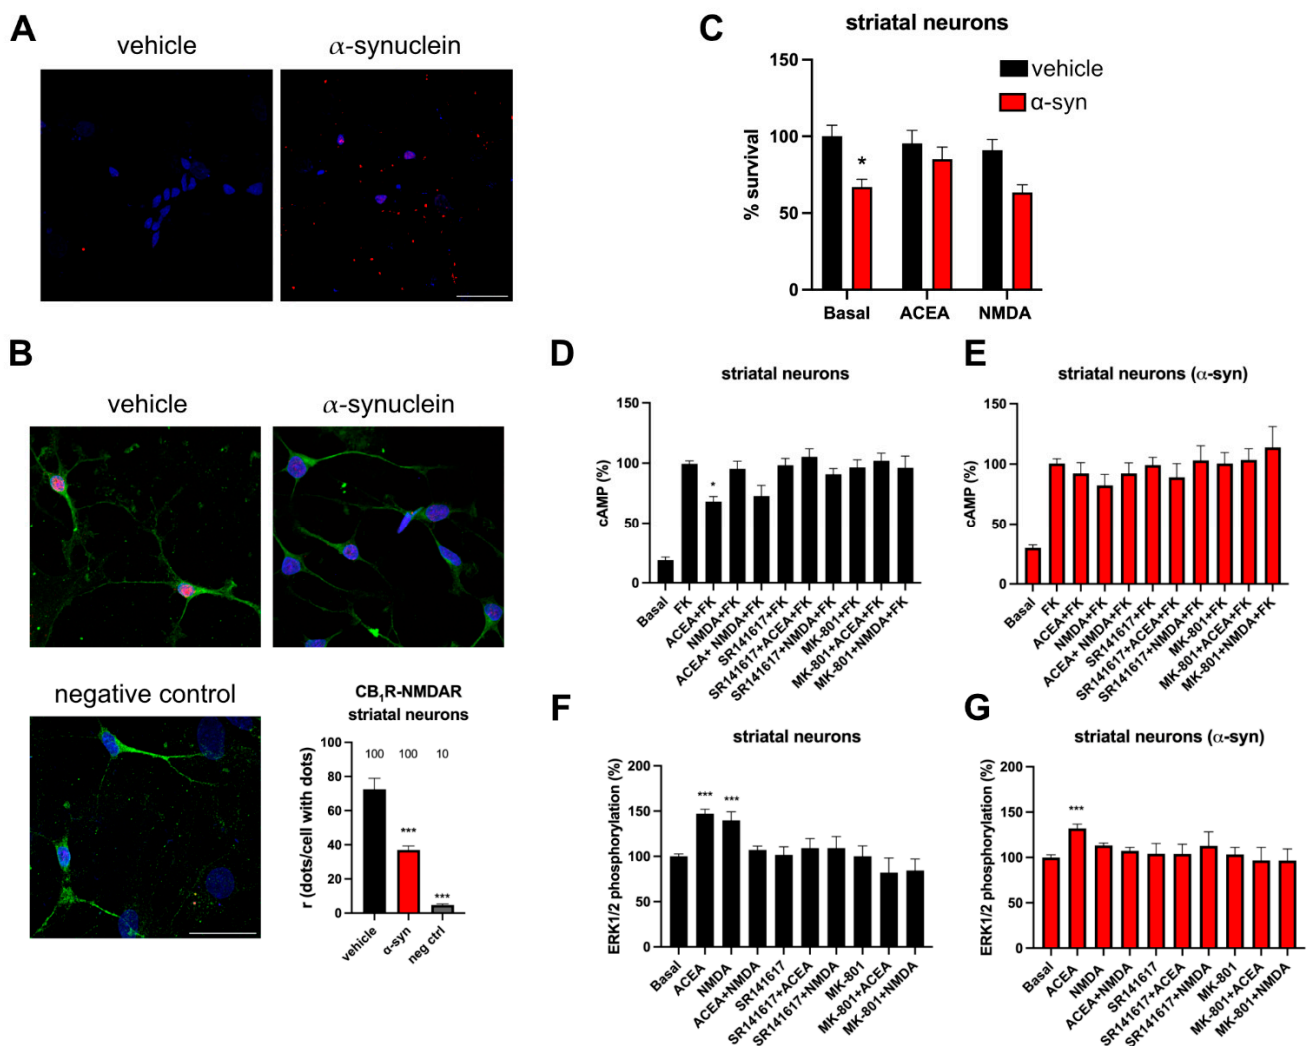 A
vehicle
α-synuclein
C
striatal neurons
150
100
50
0
% survival
*
vehicle
α-syn
Basal
ACEA
NMDA
B
vehicle
α-synuclein
negative control
CB₁R-NMDAR
striatal neurons
100
80
60
40
20
0
r (dots/cell with dots)
100
100
10
***
***
vehicle
α-syn
neg ctrl
D
striatal neurons
150
100
50
0
cAMP (%)
*
Basal
FK
ACEA+FK
NMDA+FK
ACEA+ NMDA+FK
SR141617+FK
SR141617+ACEA+FK
SR141617+NMDA+FK
MK-801+FK
MK-801+ACEA+FK
MK-801+NMDA+FK
E
striatal neurons (α-syn)
150
100
50
0
cAMP (%)
Basal
FK
ACEA+FK
NMDA+FK
ACEA+ NMDA+FK
SR141617+FK
SR141617+ACEA+FK
SR141617+NMDA+FK
MK-801+FK
MK-801+ACEA+FK
MK-801+NMDA+FK
F
striatal neurons
200
150
100
50
0
ERK1/2 phosphorylation (%)
***
***
Basal
ACEA
NMDA
ACEA+NMDA
SR141617
SR141617+ACEA
SR141617+NMDA
MK-801
MK-801+ACEA
MK-801+NMDA
G
striatal neurons (α-syn)
200
150
100
50
0
ERK1/2 phosphorylation (%)
***
Basal
ACEA
NMDA
ACEA+NMDA
SR141617
SR141617+ACEA
SR141617+NMDA
MK-801
MK-801+ACEA
MK-801+NMDA